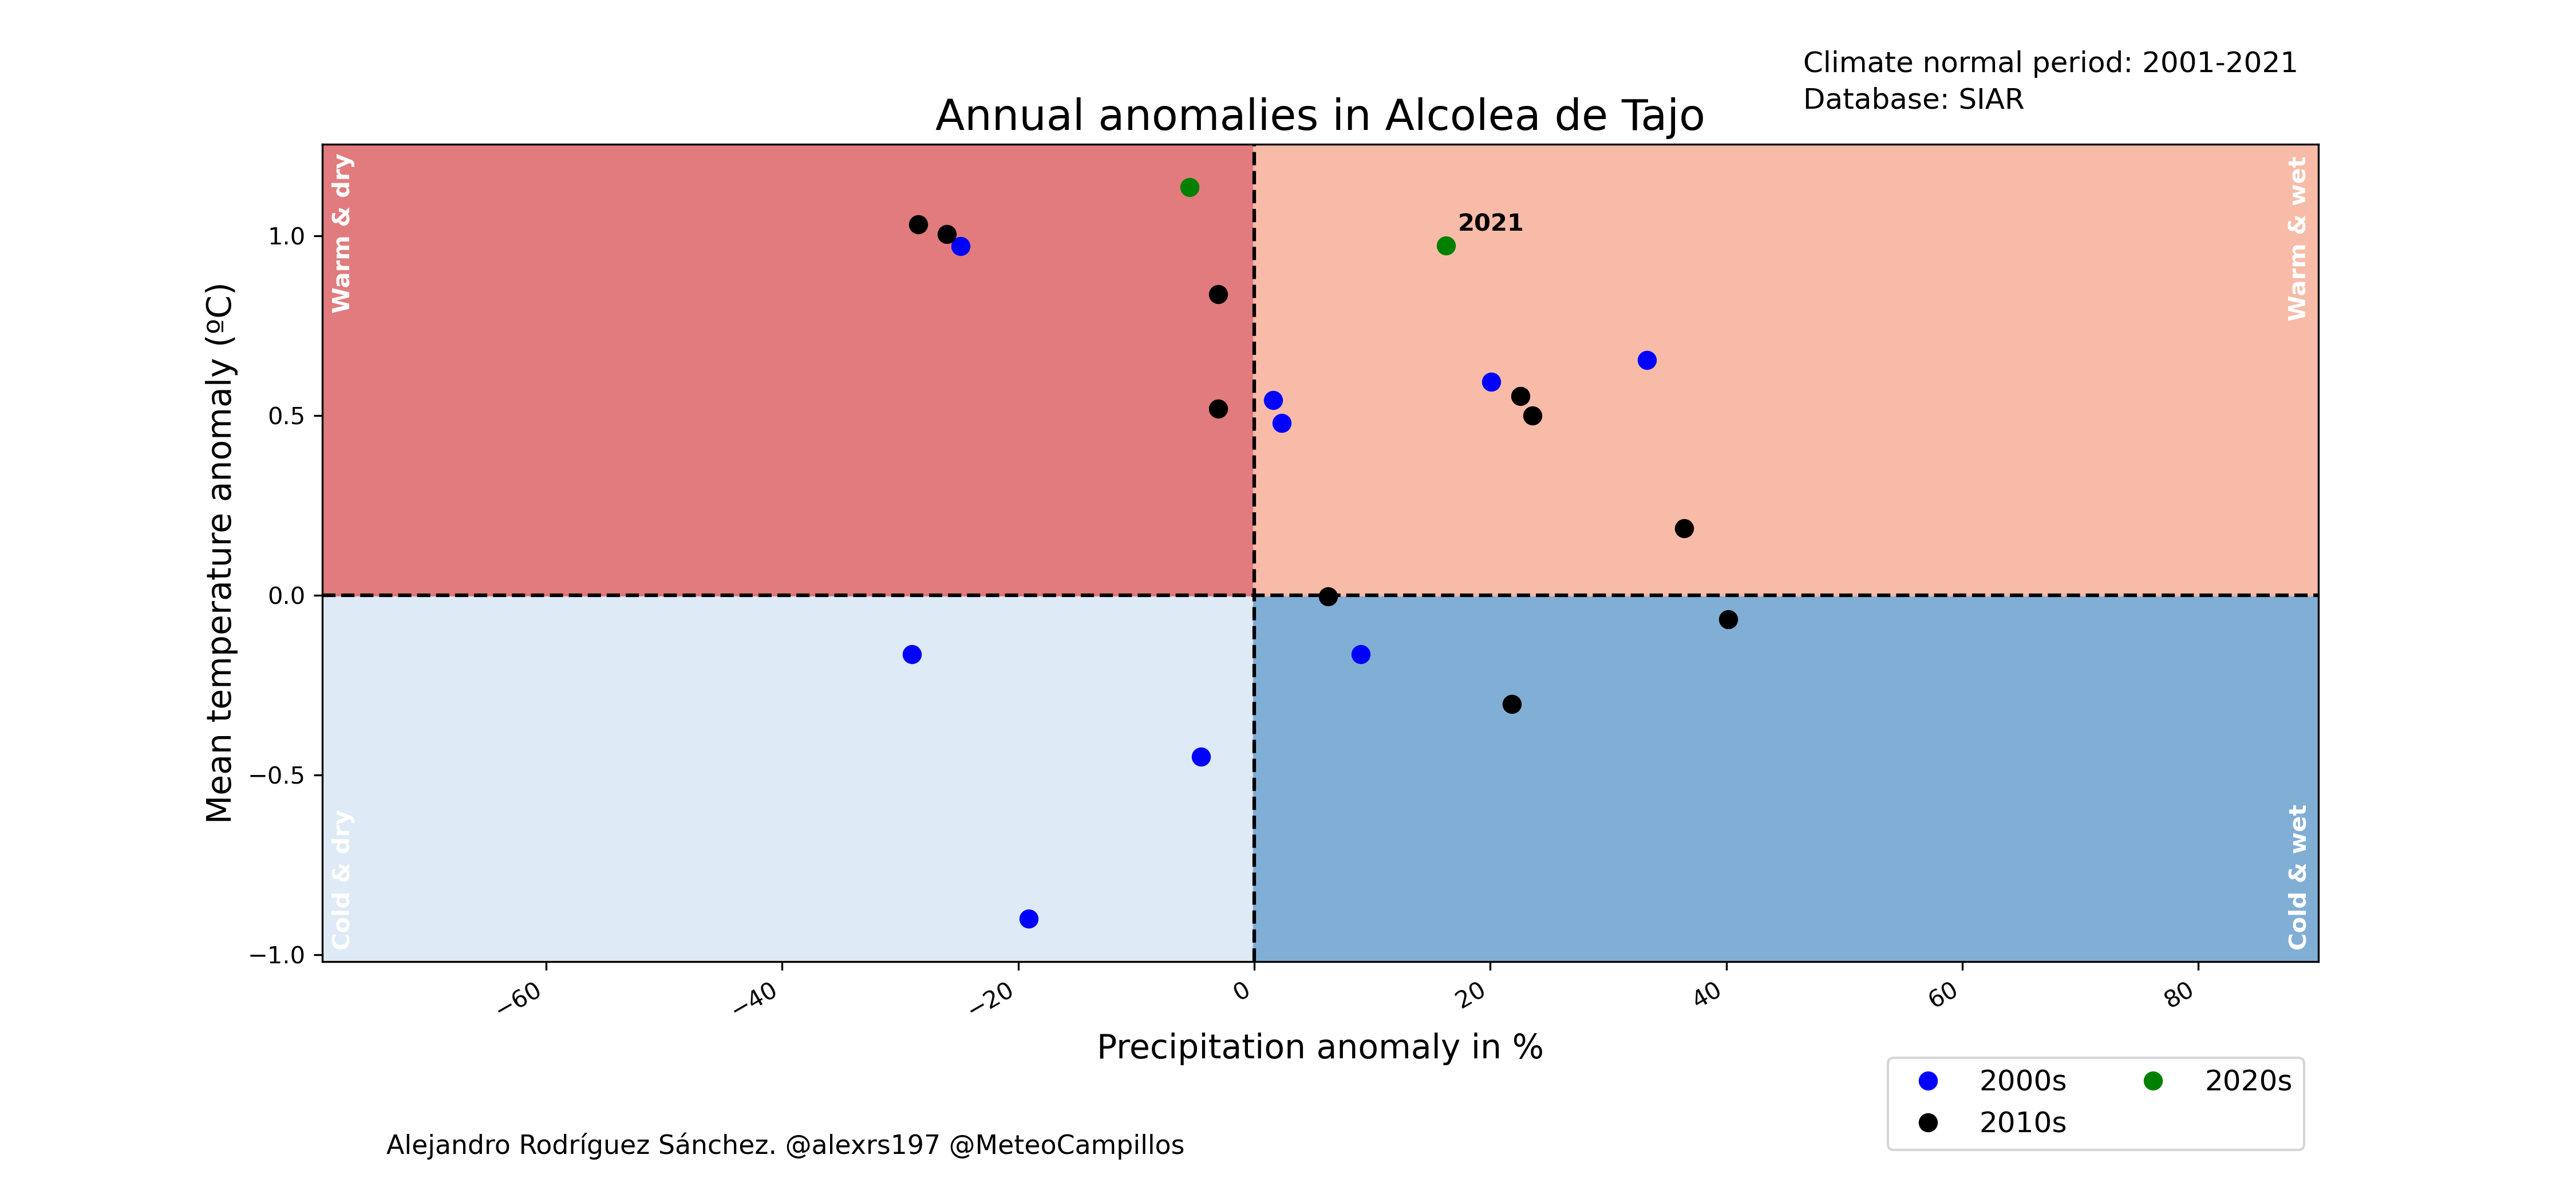 Climate normal period: 2001-2021
Database: SIAR
Annual anomalies in Alcolea de Tajo
Warm & dry
Warm & wet
2021
Cold & dry
Cold & wet
Mean temperature anomaly (ºC)
1.0
0.5
0.0
−0.5
−1.0
−60
−40
−20
0
20
40
60
80
Precipitation anomaly in %
2000s
2010s
2020s
Alejandro Rodríguez Sánchez. @alexrs197 @MeteoCampillos